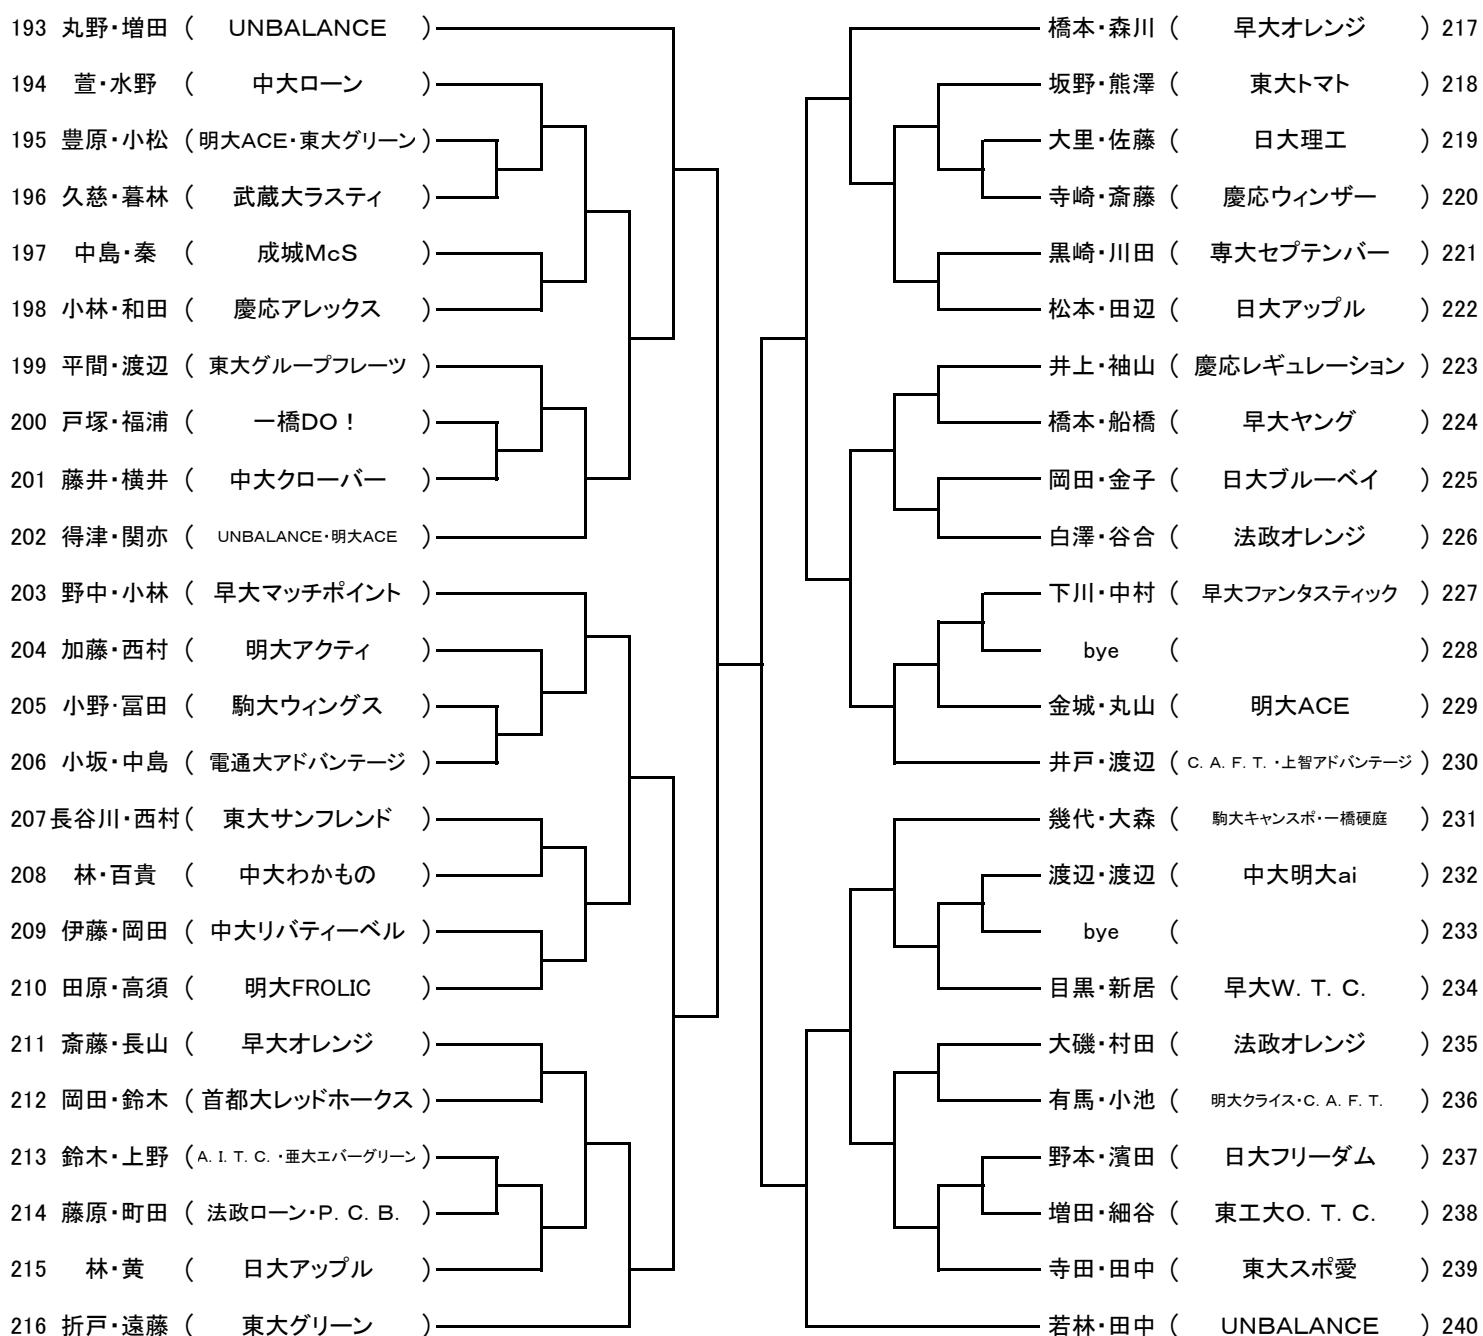 193 丸野・増田 ( UNBALANCE )
194 萱・水野 ( 中大ローン )
195 豊原・小松 ( 明大ACE・東大グリーン )
196 久慈・暮林 ( 武蔵大ラスティ )
197 中島・秦 ( 成城McS )
198 小林・和田 ( 慶応アレックス )
199 平間・渡辺 ( 東大グループフレーツ )
200 戸塚・福浦 ( 一橋DO！ )
201 藤井・横井 ( 中大クローバー )
202 得津・関亦 ( UNBALANCE・明大ACE )
203 野中・小林 ( 早大マッチポイント )
204 加藤・西村 ( 明大アクティ )
205 小野・冨田 ( 駒大ウィングス )
206 小坂・中島 ( 電通大アドバンテージ )
207 長谷川・西村 ( 東大サンフレンド )
208 林・百貴 ( 中大わかもの )
209 伊藤・岡田 ( 中大リバティーベル )
210 田原・高須 ( 明大FROLIC )
211 斎藤・長山 ( 早大オレンジ )
212 岡田・鈴木 ( 首都大レッドホークス )
213 鈴木・上野 ( A. I. T. C. ・亜大エバーグリーン )
214 藤原・町田 ( 法政ローン・P. C. B. )
215 林・黄 ( 日大アップル )
216 折戸・遠藤 ( 東大グリーン )
橋本・森川 ( 早大オレンジ ) 217
坂野・熊澤 ( 東大トマト ) 218
大里・佐藤 ( 日大理工 ) 219
寺崎・斎藤 ( 慶応ウィンザー ) 220
黒崎・川田 ( 専大セプテンバー ) 221
松本・田辺 ( 日大アップル ) 222
井上・袖山 ( 慶応レギュレーション ) 223
橋本・船橋 ( 早大ヤング ) 224
岡田・金子 ( 日大ブルーベイ ) 225
白澤・谷合 ( 法政オレンジ ) 226
下川・中村 ( 早大ファンタスティック ) 227
bye ( ) 228
金城・丸山 ( 明大ACE ) 229
井戸・渡辺 ( C. A. F. T. ・上智アドバンテージ ) 230
幾代・大森 ( 駒大キャンスポ・一橋硬庭 ) 231
渡辺・渡辺 ( 中大明大ai ) 232
bye ( ) 233
目黒・新居 ( 早大W. T. C. ) 234
大磯・村田 ( 法政オレンジ ) 235
有馬・小池 ( 明大クライス・C. A. F. T. ) 236
野本・濱田 ( 日大フリーダム ) 237
増田・細谷 ( 東工大O. T. C. ) 238
寺田・田中 ( 東大スポ愛 ) 239
若林・田中 ( UNBALANCE ) 240